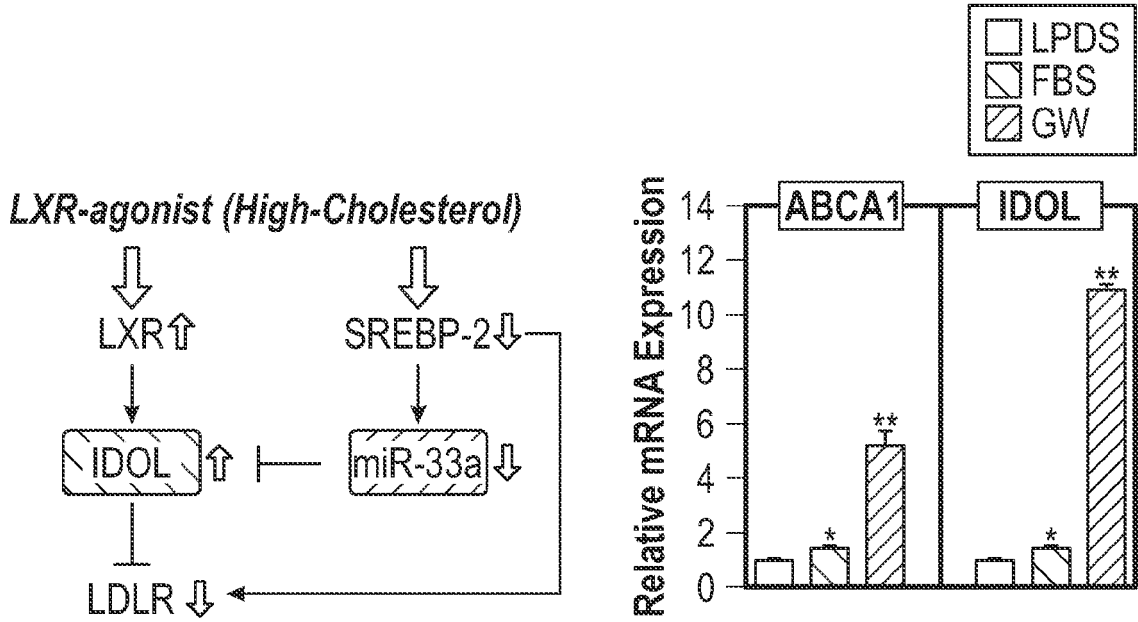 LPDS
FBS
GW
LXR-agonist (High-Cholesterol)
LXR
SREBP-2
IDOL
miR-33a
LDLR
Relative mRNA Expression
14
12
10
8
6
4
2
0
ABCA1
IDOL
*
**
*
**